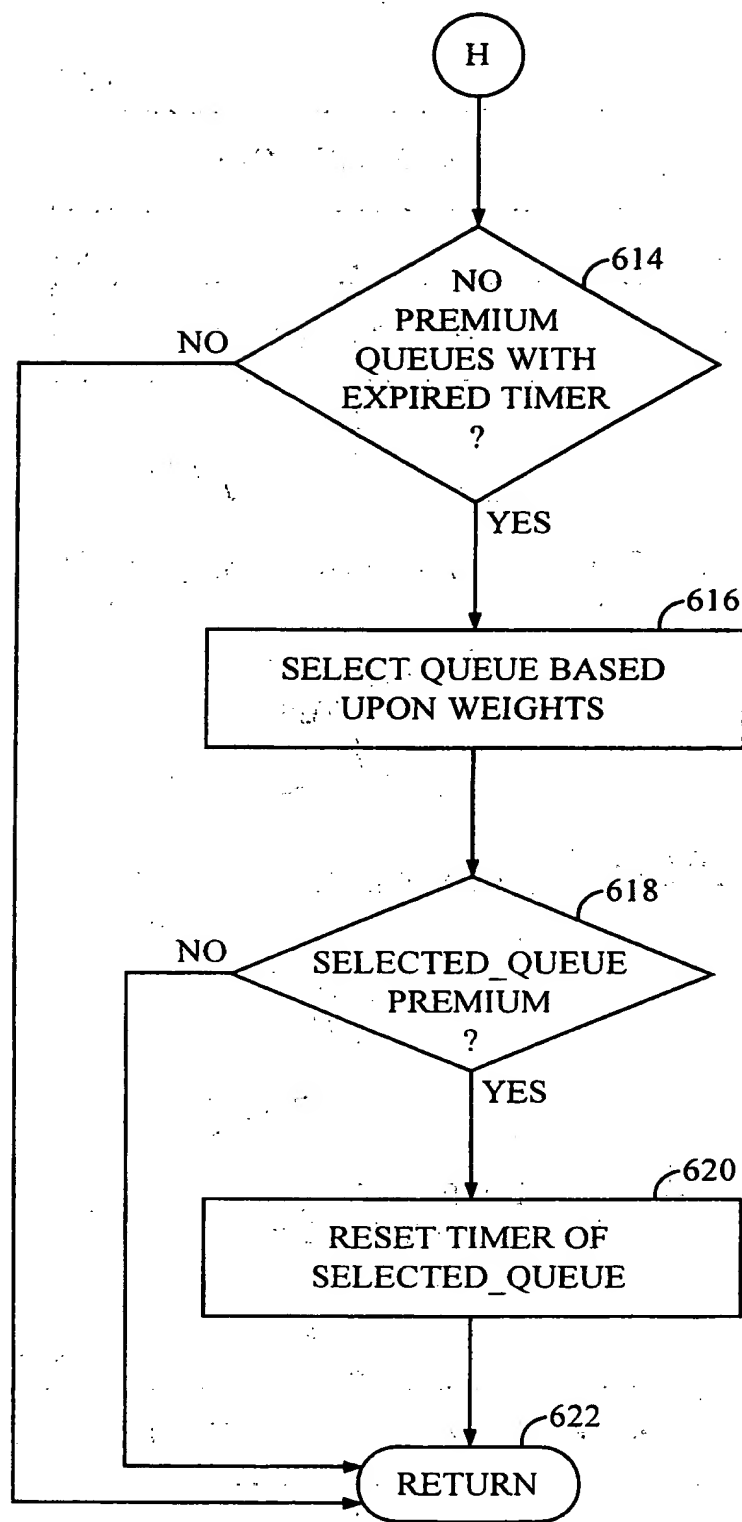 H
614
NO
PREMIUM
QUEUES WITH
EXPIRED TIMER
?
NO
YES
616
SELECT QUEUE BASED
UPON WEIGHTS
618
NO
SELECTED_QUEUE
PREMIUM
?
YES
620
RESET TIMER OF
SELECTED_QUEUE
622
RETURN